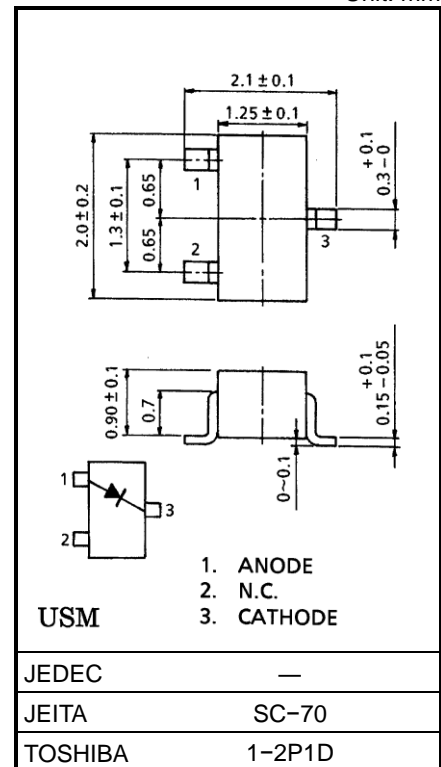 2.1 ± 0.1
1.25 ± 0.1
+ 0.1
0.3 – 0
2.0 ± 0.2
1.3 ± 0.1
0.65
0.65
1
2
3
0.90 ± 0.1
0.7
+ 0.1
0.15 – 0.05
0~0.1
1
2
3
1. ANODE
2. N.C.
3. CATHODE
USM
JEDEC —
JEITA SC−70
TOSHIBA 1−2P1D